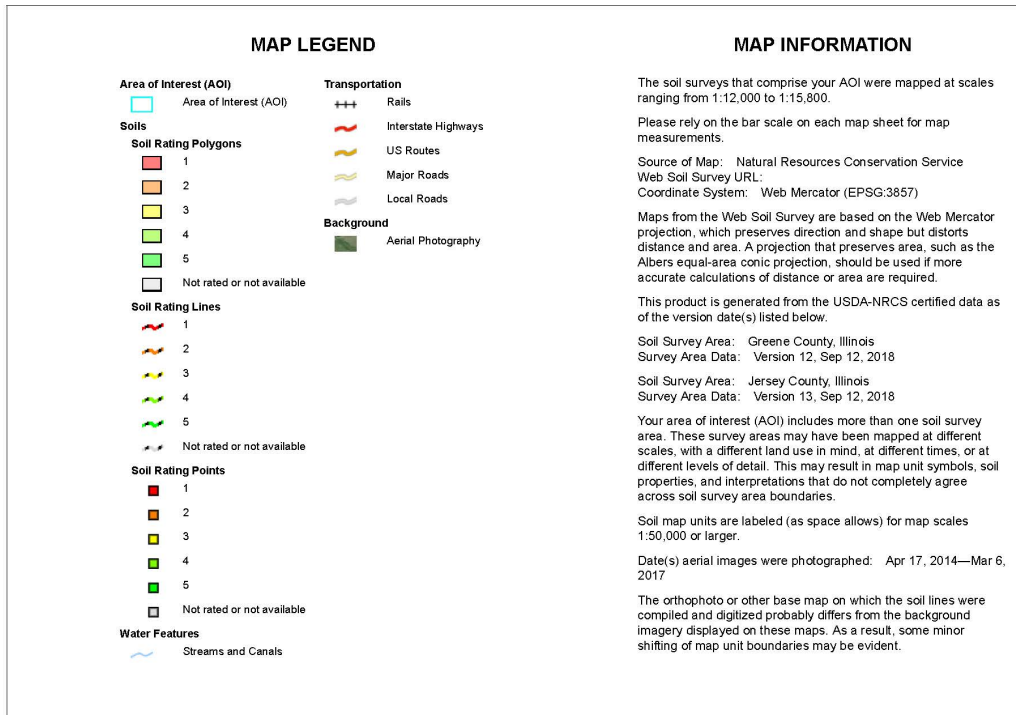 MAP LEGEND
Area of Interest (AOI)
Area of Interest (AOI)
Soils
Soil Rating Polygons
1
2
3
4
5
Not rated or not available
Soil Rating Lines
1
2
3
4
5
Not rated or not available
Soil Rating Points
1
2
3
4
5
Not rated or not available
Water Features
Streams and Canals
Transportation
Rails
Interstate Highways
US Routes
Major Roads
Local Roads
Background
Aerial Photography
MAP INFORMATION
The soil surveys that comprise your AOI were mapped at scales
ranging from 1:12,000 to 1:15,800.
Please rely on the bar scale on each map sheet for map
measurements.
Source of Map: Natural Resources Conservation Service
Web Soil Survey URL:
Coordinate System: Web Mercator (EPSG:3857)
Maps from the Web Soil Survey are based on the Web Mercator
projection, which preserves direction and shape but distorts
distance and area. A projection that preserves area, such as the
Albers equal-area conic projection, should be used if more
accurate calculations of distance or area are required.
This product is generated from the USDA-NRCS certified data as
of the version date(s) listed below.
Soil Survey Area: Greene County, Illinois
Survey Area Data: Version 12, Sep 12, 2018
Soil Survey Area: Jersey County, Illinois
Survey Area Data: Version 13, Sep 12, 2018
Your area of interest (AOI) includes more than one soil survey
area. These survey areas may have been mapped at different
scales, with a different land use in mind, at different times, or at
different levels of detail. This may result in map unit symbols, soil
properties, and interpretations that do not completely agree
across soil survey area boundaries.
Soil map units are labeled (as space allows) for map scales
1:50,000 or larger.
Date(s) aerial images were photographed: Apr 17, 2014—Mar 6,
2017
The orthophoto or other base map on which the soil lines were
compiled and digitized probably differs from the background
imagery displayed on these maps. As a result, some minor
shifting of map unit boundaries may be evident.